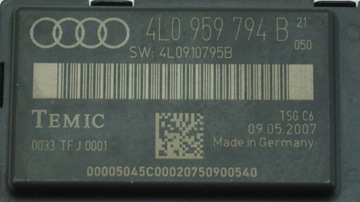 4L0 959 794 B 21
050
SW: 4L0910795B
TSG C6
TEMIC
09.05.2007
0033 TFJ 0001
Made in Germany
00005045C00020750900540